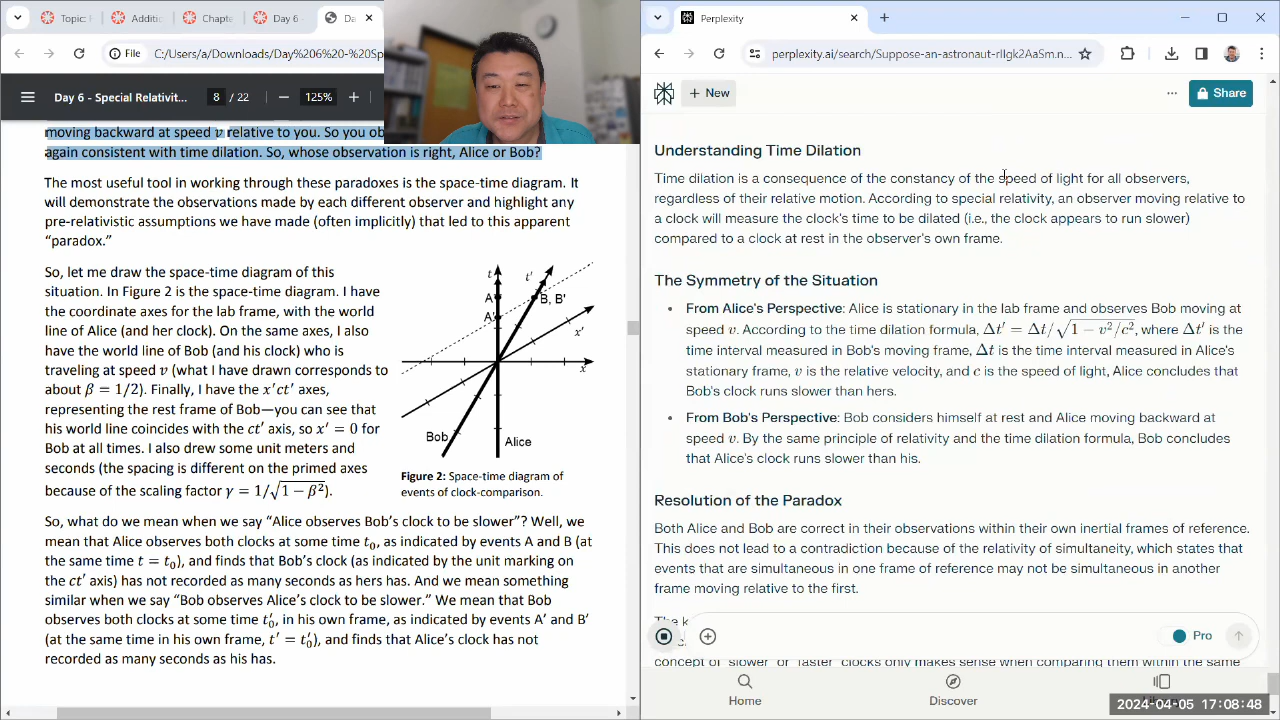 Tor
Additic
Chapte
Day 6 -
Da
File
C:/Users/a/Downloads/Day%206%20-%20Sp
Day 6 - Special Relativit...
8 / 22
125%
moving backward at speed v relative to you. So you ob
again consistent with time dilation. So, whose observation is right, Alice or Bob?
The most useful tool in working through these paradoxes is the space-time diagram. It
will demonstrate the observations made by each different observer and highlight any
pre-relativistic assumptions we have made (often implicitly) that led to this apparent
“paradox.”
So, let me draw the space-time diagram of this
situation. In Figure 2 is the space-time diagram. I have
the coordinate axes for the lab frame, with the world
line of Alice (and her clock). On the same axes, I also
have the world line of Bob (and his clock) who is
traveling at speed v (what I have drawn corresponds to
about β = 1/2). Finally, I have the x′ct′ axes,
representing the rest frame of Bob—you can see that
his world line coincides with the ct′ axis, so x′ = 0 for
Bob at all times. I also drew some unit meters and
seconds (the spacing is different on the primed axes
because of the scaling factor γ = 1/√1 − β²).
t
t′
A
B, B′
A′
x′
x
Bob
Alice
Figure 2: Space-time diagram of
events of clock-comparison.
So, what do we mean when we say “Alice observes Bob’s clock to be slower”? Well, we
mean that Alice observes both clocks at some time t₀, as indicated by events A and B (at
the same time t = t₀), and finds that Bob’s clock (as indicated by the unit marking on
the ct′ axis) has not recorded as many seconds as hers has. And we mean something
similar when we say “Bob observes Alice’s clock to be slower.” We mean that Bob
observes both clocks at some time t₀′, in his own frame, as indicated by events A′ and B′
(at the same time in his own frame, t′ = t₀′), and finds that Alice’s clock has not
recorded as many seconds as his has.
Perplexity
perplexity.ai/search/Suppose-an-astronaut-rIIgk2AaSm.n...
New
Share
Understanding Time Dilation
Time dilation is a consequence of the constancy of the speed of light for all observers,
regardless of their relative motion. According to special relativity, an observer moving relative to
a clock will measure the clock's time to be dilated (i.e., the clock appears to run slower)
compared to a clock at rest in the observer's own frame.
The Symmetry of the Situation
• From Alice's Perspective: Alice is stationary in the lab frame and observes Bob moving at
speed v. According to the time dilation formula, Δt′ = Δt/√1 − v²/c², where Δt′ is the
time interval measured in Bob's moving frame, Δt is the time interval measured in Alice's
stationary frame, v is the relative velocity, and c is the speed of light, Alice concludes that
Bob's clock runs slower than hers.
• From Bob's Perspective: Bob considers himself at rest and Alice moving backward at
speed v. By the same principle of relativity and the time dilation formula, Bob concludes
that Alice's clock runs slower than his.
Resolution of the Paradox
Both Alice and Bob are correct in their observations within their own inertial frames of reference.
This does not lead to a contradiction because of the relativity of simultaneity, which states that
events that are simultaneous in one frame of reference may not be simultaneous in another
frame moving relative to the first.
The k
Pro
concept of "slower" or "faster" clocks only makes sense when comparing them within the same
Home
Discover
2024-04-05 17:08:48